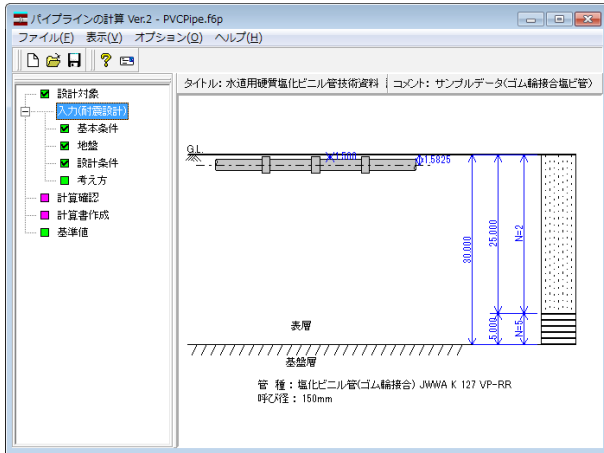 パイプラインの計算 Ver.2 - PVCPipe.f6p
ファイル(F) 表示(V) オプション(O) ヘルプ(H)
タイトル：水道用硬質塩化ビニル管技術資料
コメント：サンプルデータ(ゴム輪接合塩ビ管)
設計対象
入力(耐震設計)
基本条件
地盤
設計条件
考え方
計算確認
計算書作成
基準値
G.L.
1.500
1.5825
30.000
25.000
N=2
5.000
N=5
表層
基盤層
管 種：塩化ビニル管(ゴム輪接合) JWWA K 127 VP-RR
呼び径：150mm